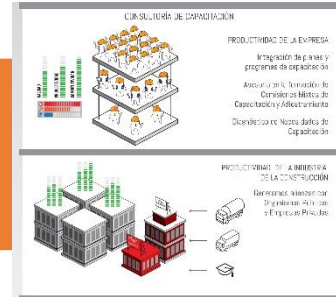 CONSULTORÍA DE CAPACITACIÓN
PRODUCTIVIDAD DE LA EMPRESA
Integración de planes y
programas de capacitación
Asesoría en la formación de
Comisiones Mixtas de
Capacitación y Adiestramiento
Diagnóstico de Necesidades de
Capacitación
PRODUCTIVIDAD DE LA INDUSTRIA
DE LA CONSTRUCCIÓN
Generamos alianzas con
Organismos Públicos
y Empresas Privadas